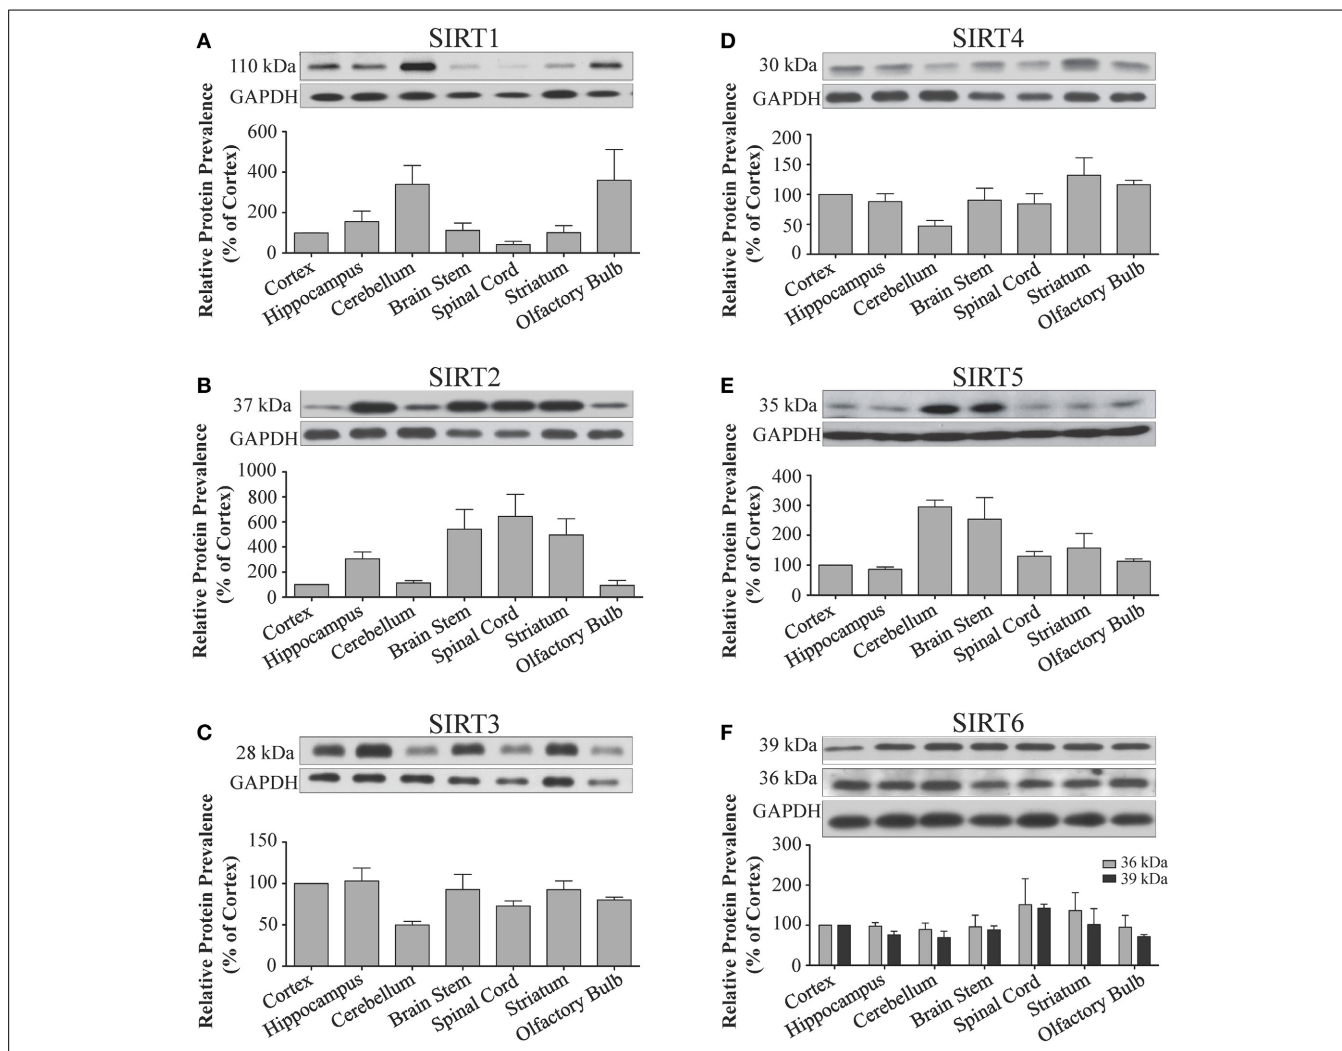 A
SIRT1
110 kDa
GAPDH
Relative Protein Prevalence
(% of Cortex)
600
400
200
0
Cortex
Hippocampus
Cerebellum
Brain Stem
Spinal Cord
Striatum
Olfactory Bulb
B
SIRT2
37 kDa
GAPDH
Relative Protein Prevalence
(% of Cortex)
1000
800
600
400
200
0
Cortex
Hippocampus
Cerebellum
Brain Stem
Spinal Cord
Striatum
Olfactory Bulb
C
SIRT3
28 kDa
GAPDH
Relative Protein Prevalence
(% of Cortex)
150
100
50
0
Cortex
Hippocampus
Cerebellum
Brain Stem
Spinal Cord
Striatum
Olfactory Bulb
D
SIRT4
30 kDa
GAPDH
Relative Protein Prevalence
(% of Cortex)
200
150
100
50
0
Cortex
Hippocampus
Cerebellum
Brain Stem
Spinal Cord
Striatum
Olfactory Bulb
E
SIRT5
35 kDa
GAPDH
Relative Protein Prevalence
(% of Cortex)
400
300
200
100
0
Cortex
Hippocampus
Cerebellum
Brain Stem
Spinal Cord
Striatum
Olfactory Bulb
F
SIRT6
39 kDa
36 kDa
GAPDH
Relative Protein Prevalence
(% of Cortex)
300
200
100
0
36 kDa
39 kDa
Cortex
Hippocampus
Cerebellum
Brain Stem
Spinal Cord
Striatum
Olfactory Bulb